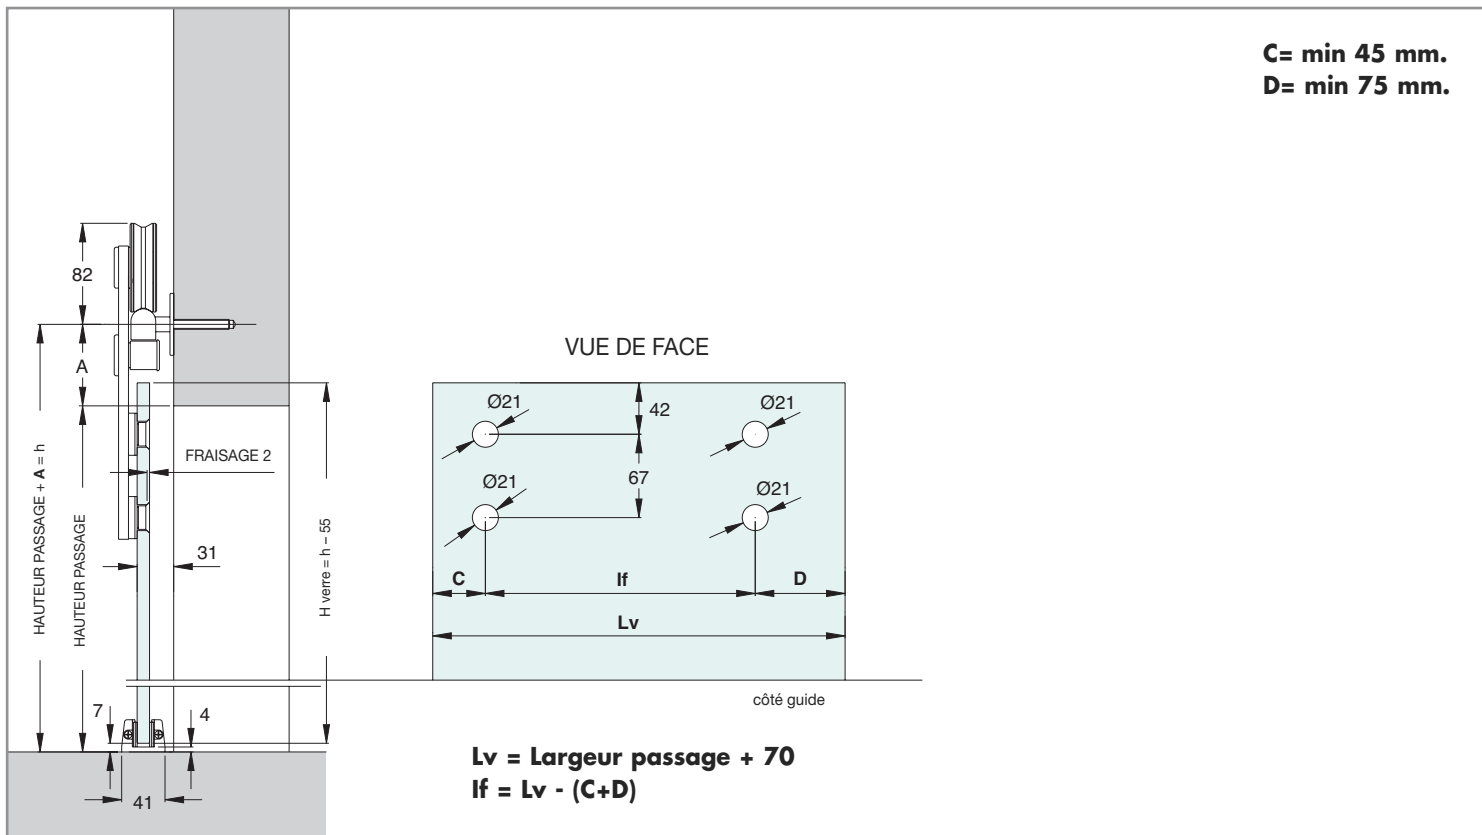 C= min 45 mm.
D= min 75 mm.
82
A
HAUTEUR PASSAGE + A = h
HAUTEUR PASSAGE
FRAISAGE 2
31
H verre = h – 55
7
4
41
VUE DE FACE
Ø21
42
Ø21
67
Ø21
Ø21
C
If
D
Lv
côté guide
Lv = Largeur passage + 70
If = Lv - (C+D)